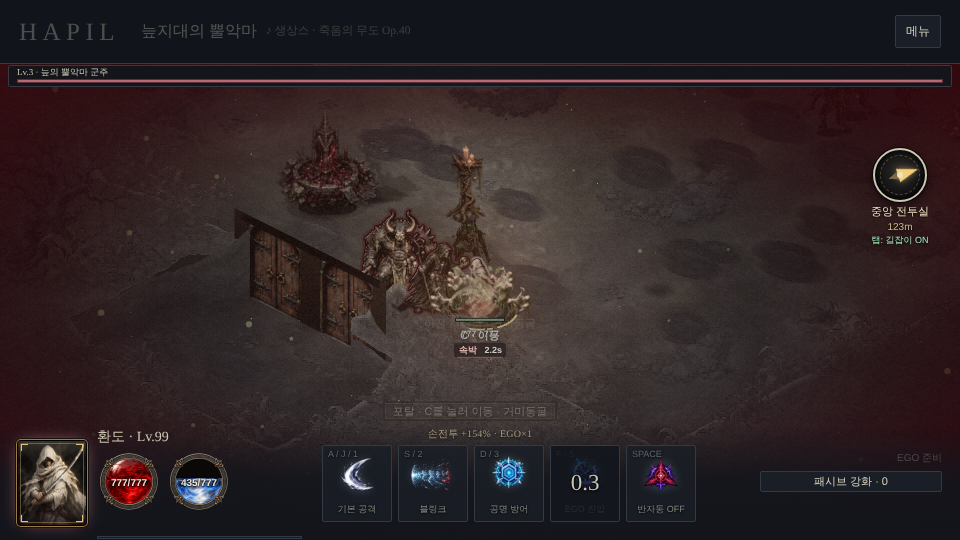 HAPIL 늪지대의 뿔악마 ♪ 생상스 · 죽음의 무도 Op.40 메뉴
Lv.3 · 늪의 뿔악마 군주
중앙 전투실
123m
탭: 길잡이 ON
속박 2.2s
포탈 · C를 눌러 이동 · 거미동굴
환도 · Lv.99
손전투 +154% · EGO×1
777/777 435/777
A / J / 1 S / 2 D / 3 SPACE
0.3
기본 공격 블링크 공명 방어 EGO 진입 반자동 OFF
EGO 준비
패시브 강화 · 0